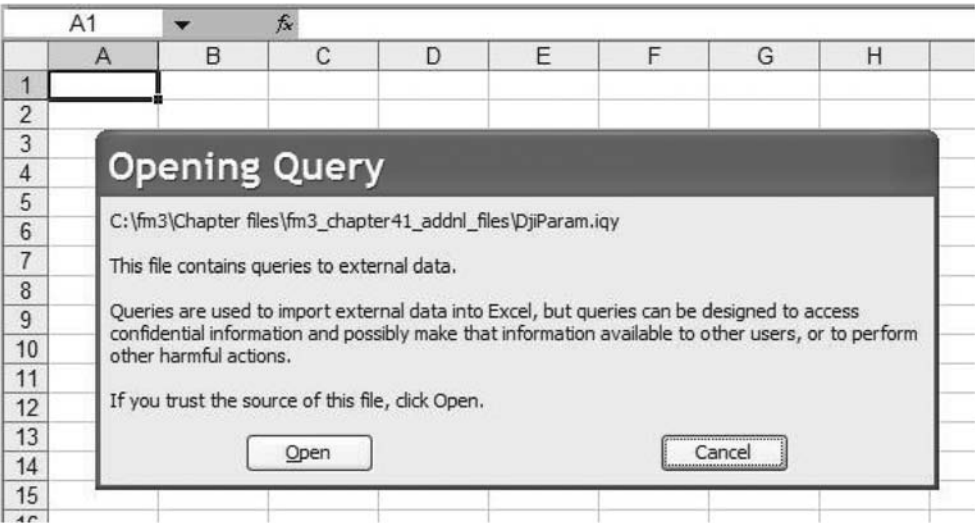 A1 fx
A B C D E F G H
1
2
3
4
5
6
7
8
9
10
11
12
13
14
15
Opening Query
C:\fm3\Chapter files\fm3_chapter41_addnl_files\DjiParam.iqy
This file contains queries to external data.
Queries are used to import external data into Excel, but queries can be designed to access
confidential information and possibly make that information available to other users, or to perform
other harmful actions.
If you trust the source of this file, click Open.
Open Cancel